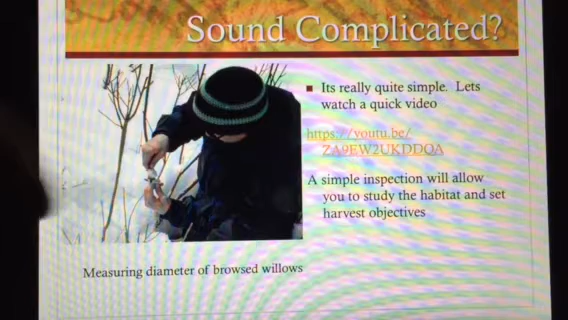 Sound Complicated?
Its really quite simple. Lets
watch a quick video
https://youtu.be/
ZA9EW2UKDDQA
A simple inspection will allow
you to study the habitat and set
harvest objectives
Measuring diameter of browsed willows